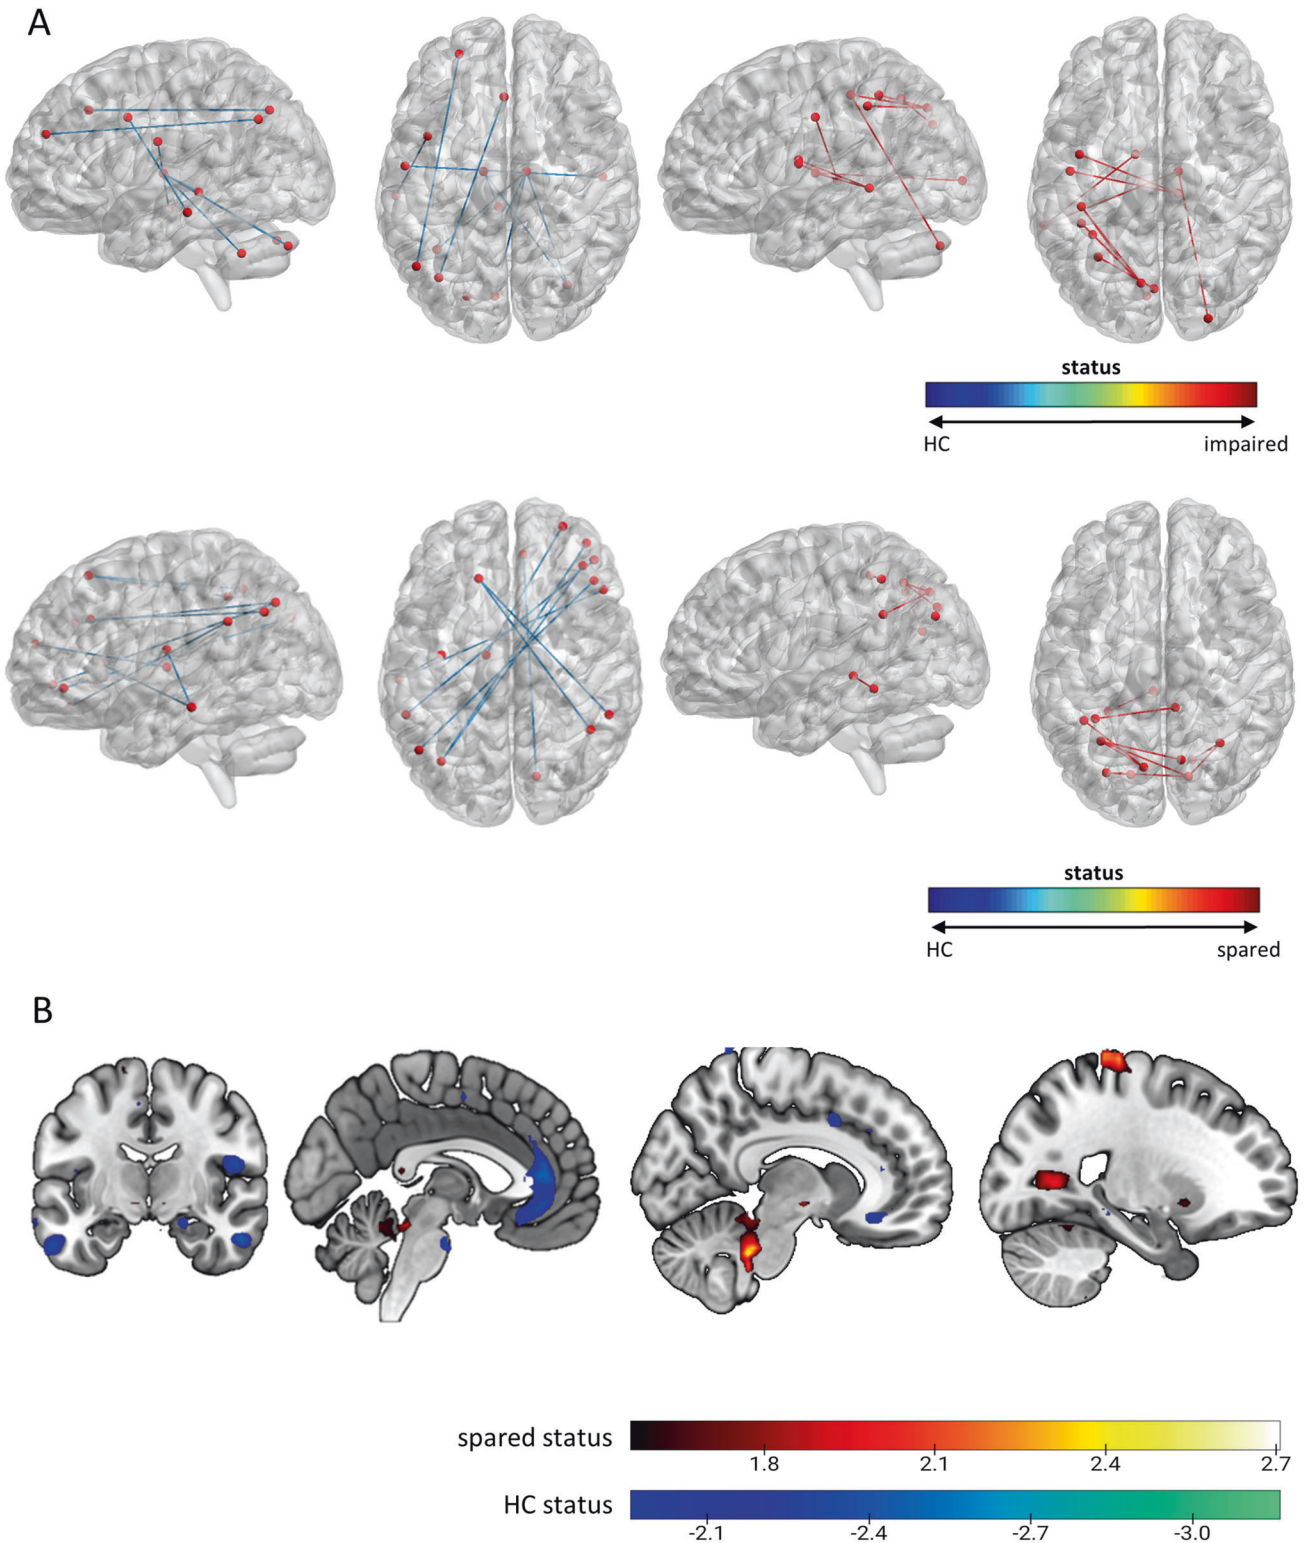 A
status
HC impaired
status
HC spared
B
spared status
1.8 2.1 2.4 2.7
HC status
-2.1 -2.4 -2.7 -3.0